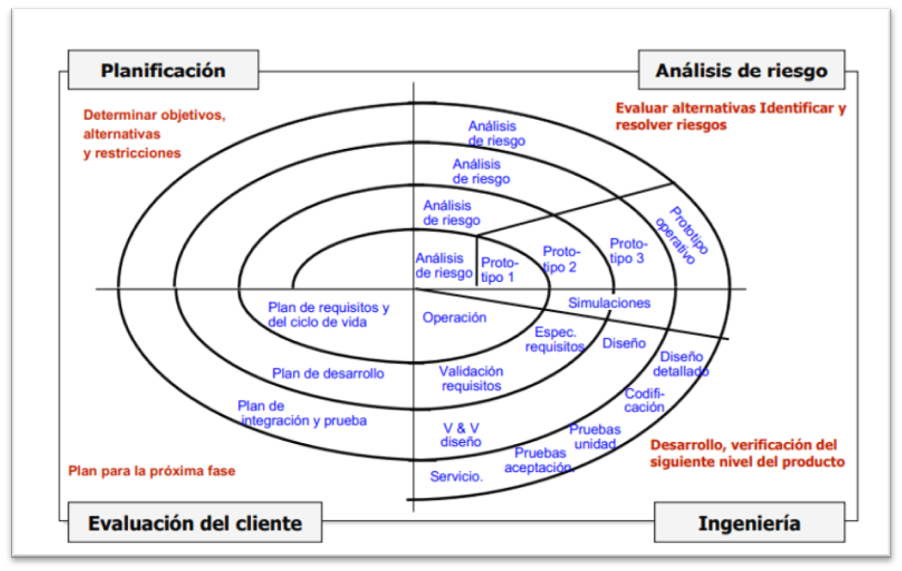 Planificación
Análisis de riesgo
Determinar objetivos,
alternativas
y restricciones
Evaluar alternativas Identificar y
resolver riesgos
Análisis
de riesgo
Análisis
de riesgo
Análisis
de riesgo
Análisis
de riesgo
Proto-
tipo 1
Proto-
tipo 2
Proto-
tipo 3
Prototipo
operativo
Simulaciones
Plan de requisitos y
del ciclo de vida
Operación
Espec.
requisitos
Diseño
Diseño
detallado
Plan de desarrollo
Validación
requisitos
Codifi-
cación
Plan de
integración y prueba
V & V
diseño
Pruebas
unidad
Pruebas
aceptación
Servicio.
Plan para la próxima fase
Desarrollo, verificación del
siguiente nivel del producto
Evaluación del cliente
Ingeniería